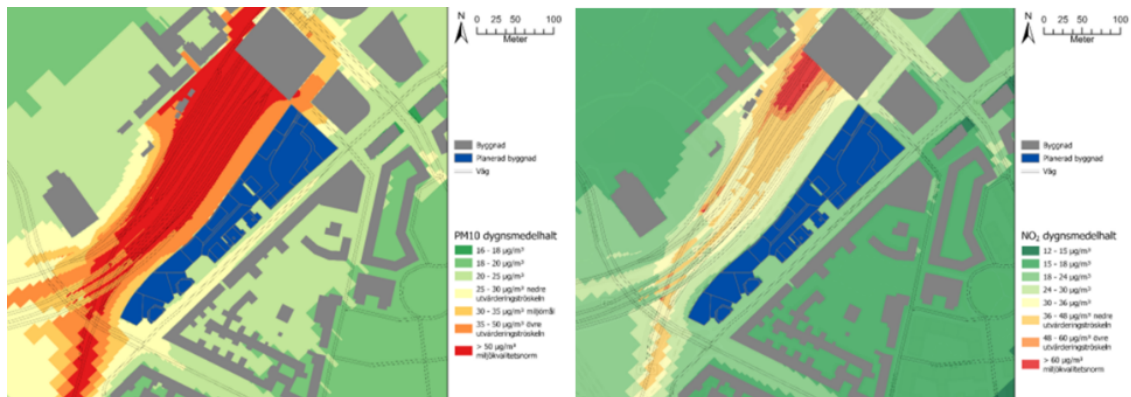 N
0 25 50 100
Meter
Byggnad
Planerad byggnad
Väg
PM10 dygnsmedelhalt
16 - 18 µg/m³
18 - 20 µg/m³
20 - 25 µg/m³
25 - 30 µg/m³ nedre
utvärderingströskeln
30 - 35 µg/m³ miljömål
35 - 50 µg/m³ övre
utvärderingströskeln
> 50 µg/m³
miljökvalitetsnorm
N
0 25 50 100
Meter
Byggnad
Planerad byggnad
Väg
NO₂ dygnsmedelhalt
12 - 15 µg/m³
15 - 18 µg/m³
18 - 24 µg/m³
24 - 30 µg/m³
30 - 36 µg/m³
36 - 48 µg/m³ nedre
utvärderingströskeln
48 - 60 µg/m³ övre
utvärderingströskeln
> 60 µg/m³
miljökvalitetsnorm